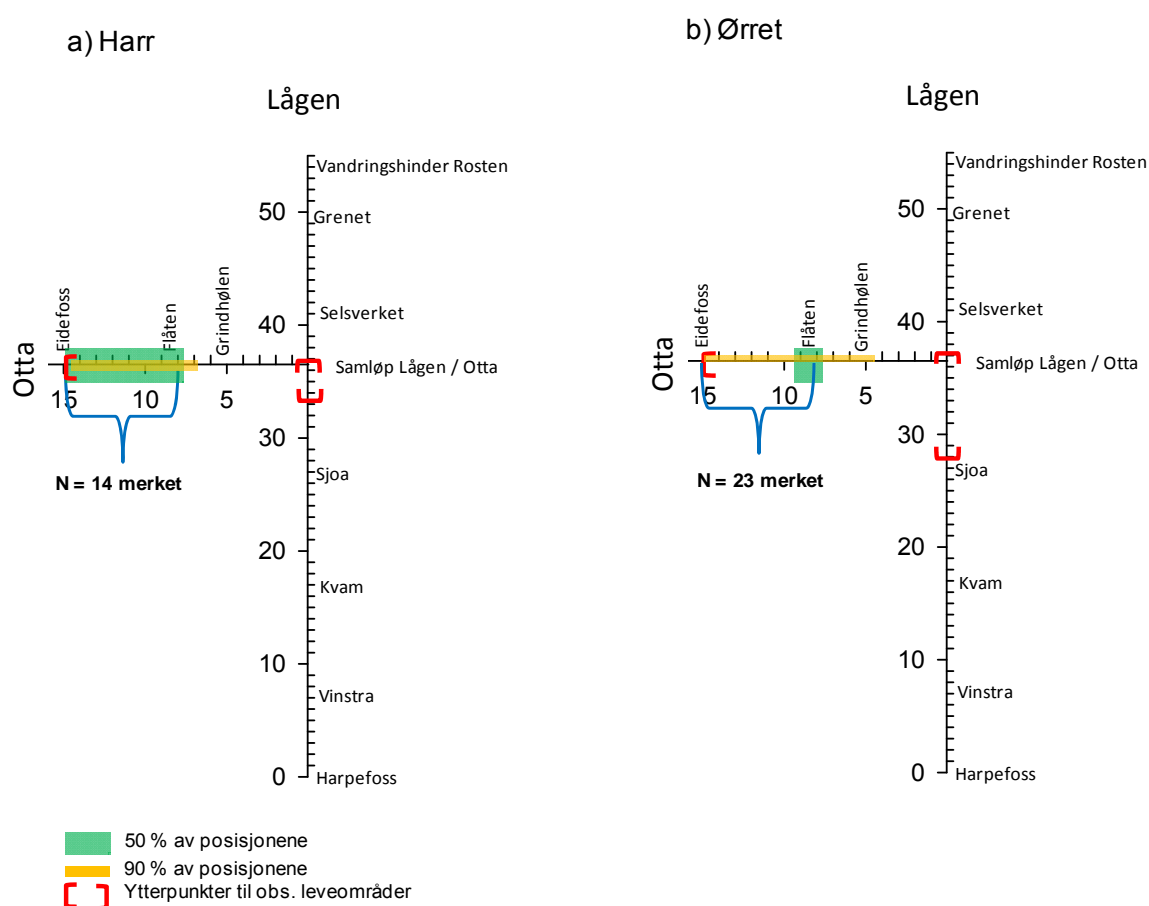 a) Harr
Lågen
Vandringshinder Rosten
50
Grenet
Selsverket
40
Eidefoss
Flåten
Grindhølen
Otta
Samløp Lågen / Otta
15
10
5
30
N = 14 merket
Sjoa
20
Kvam
10
Vinstra
0
Harpefoss
b) Ørret
Lågen
Vandringshinder Rosten
50
Grenet
Selsverket
40
Eidefoss
Flåten
Grindhølen
Otta
Samløp Lågen / Otta
15
10
5
30
N = 23 merket
Sjoa
20
Kvam
10
Vinstra
0
Harpefoss
50 % av posisjonene
90 % av posisjonene
Ytterpunkter til obs. leveområder